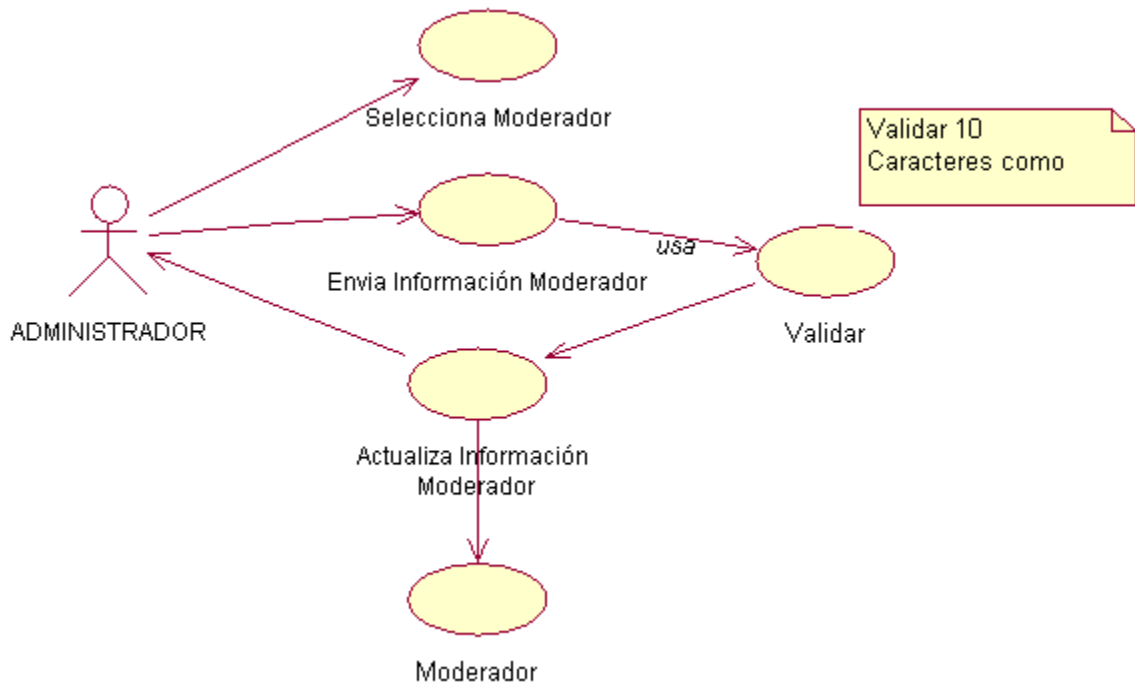 Selecciona Moderador
Validar 10
Caracteres como
usa
Envia Información Moderador
ADMINISTRADOR
Validar
Actualiza Información
Moderador
Moderador